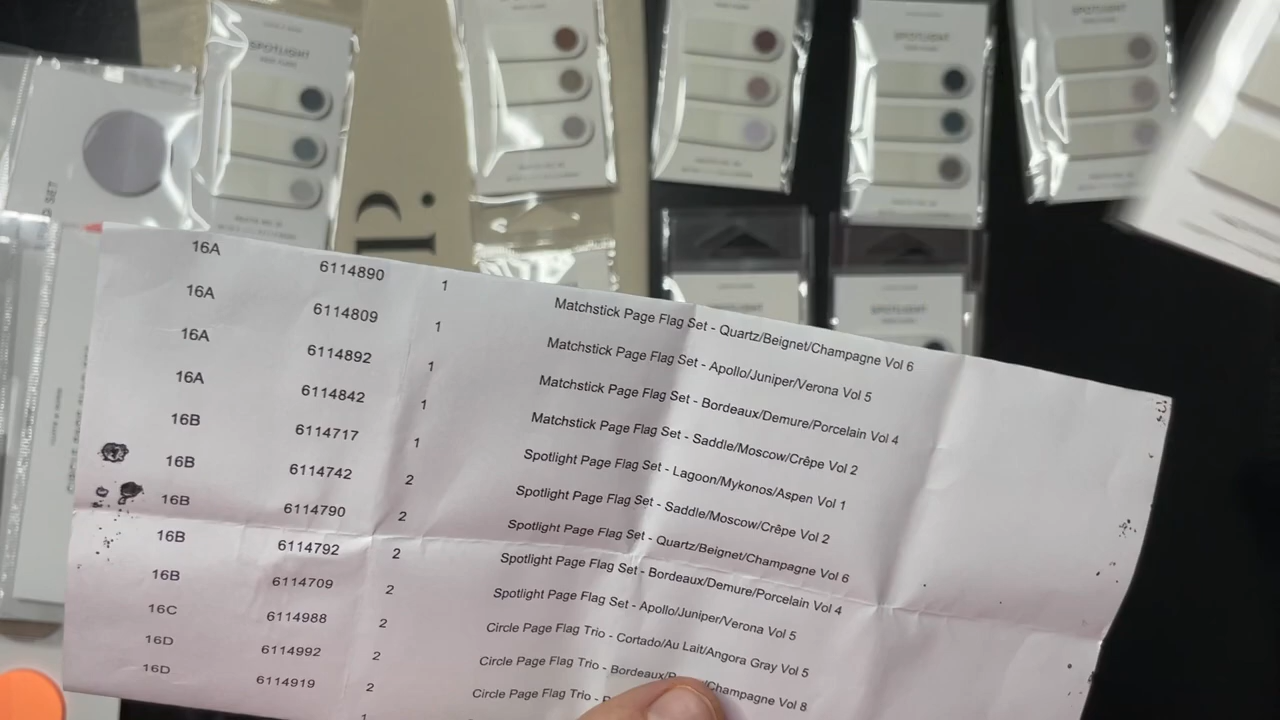 SPOTLIGHT
SPOTLIGHT
SPOTLIGHT
SPOTLIGHT
SET
16A 6114890 1 Matchstick Page Flag Set - Quartz/Beignet/Champagne Vol 6
16A 6114809 1 Matchstick Page Flag Set - Apollo/Juniper/Verona Vol 5
16A 6114892 1 Matchstick Page Flag Set - Bordeaux/Demure/Porcelain Vol 4
16A 6114842 1 Matchstick Page Flag Set - Saddle/Moscow/Crêpe Vol 2
16B 6114717 1 Spotlight Page Flag Set - Lagoon/Mykonos/Aspen Vol 1
16B 6114742 2 Spotlight Page Flag Set - Saddle/Moscow/Crêpe Vol 2
16B 6114790 2 Spotlight Page Flag Set - Quartz/Beignet/Champagne Vol 6
16B 6114792 2 Spotlight Page Flag Set - Bordeaux/Demure/Porcelain Vol 4
16B 6114709 2 Spotlight Page Flag Set - Apollo/Juniper/Verona Vol 5
16C 6114988 2 Circle Page Flag Trio - Cortado/Au Lait/Angora Gray Vol 5
16D 6114992 2 Circle Page Flag Trio - Bordeaux/ /Champagne Vol 8
16D 6114919 2 Circle Page Flag Trio -